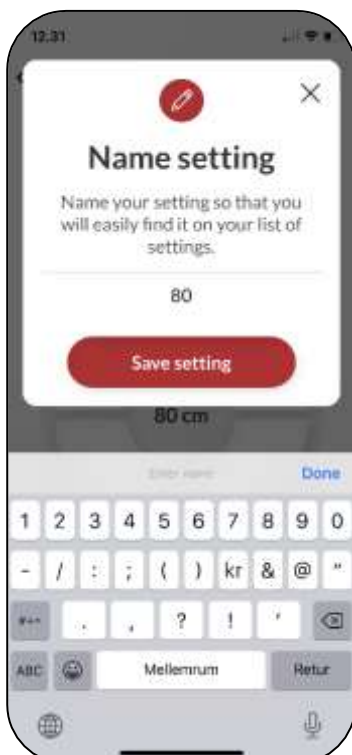 12.31
Name setting
Name your setting so that you
will easily find it on your list of
settings.
80
Save setting
80 cm
Enter name
Done
1 2 3 4 5 6 7 8 9 0
- / : ; ( ) kr & @ "
#+= . , ? ! '
ABC Mellemrum Retur